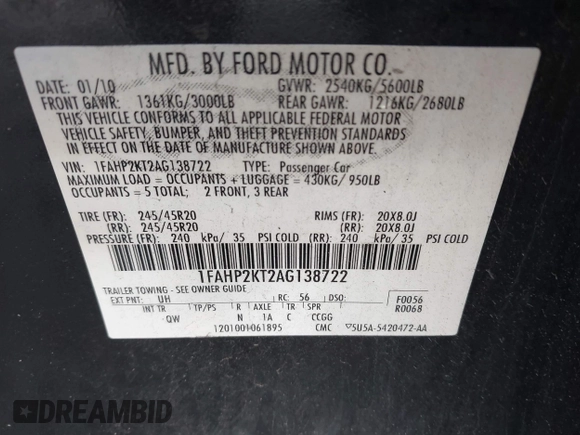 MFD. BY FORD MOTOR CO.
DATE: 01/10 GVWR: 2540KG/5600LB
FRONT GAWR: 1361KG/3000LB REAR GAWR: 1216KG/2680LB
THIS VEHICLE CONFORMS TO ALL APPLICABLE FEDERAL MOTOR
VEHICLE SAFETY, BUMPER, AND THEFT PREVENTION STANDARDS
IN EFFECT ON THE DATE OF MANUFACTURE SHOWN ABOVE.
VIN: 1FAHP2KT2AG138722 TYPE: Passenger Car
MAXIMUM LOAD = OCCUPANTS + LUGGAGE = 430KG/ 950LB
OCCUPANTS = 5 TOTAL; 2 FRONT, 3 REAR
TIRE (FR): 245/45R20 RIMS (FR): 20X8.0J
(RR): 245/45R20 (RR): 20X8.0J
PRESSURE (FR): 240 kPa/ 35 PSI COLD (RR): 240 kPa/ 35 PSI COLD
1FAHP2KT2AG138722
TRAILER TOWING - SEE OWNER GUIDE
EXT PNT: UH RC: 56 DSO: F0056
INT TR TP/PS R AXLE TR SPR R0068
QW N 1A C CCGG
1201001061895 CMC 5U5A-5420472-AA
DREAMBID